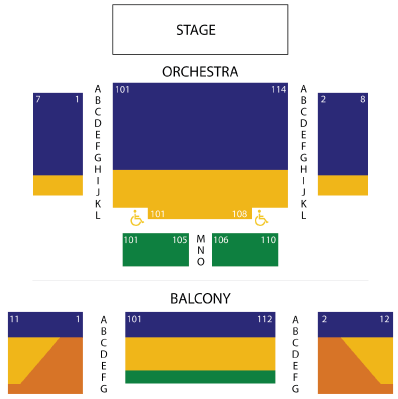 STAGE
ORCHESTRA
7 1
A
B
C
D
E
F
G
H
I
J
K
L
101 114
A
B
C
D
E
F
G
H
I
J
K
L
2 8
101 108
101 105
M
N
O
106 110
BALCONY
11 1
A
B
C
D
E
F
G
101 112
A
B
C
D
E
F
G
2 12